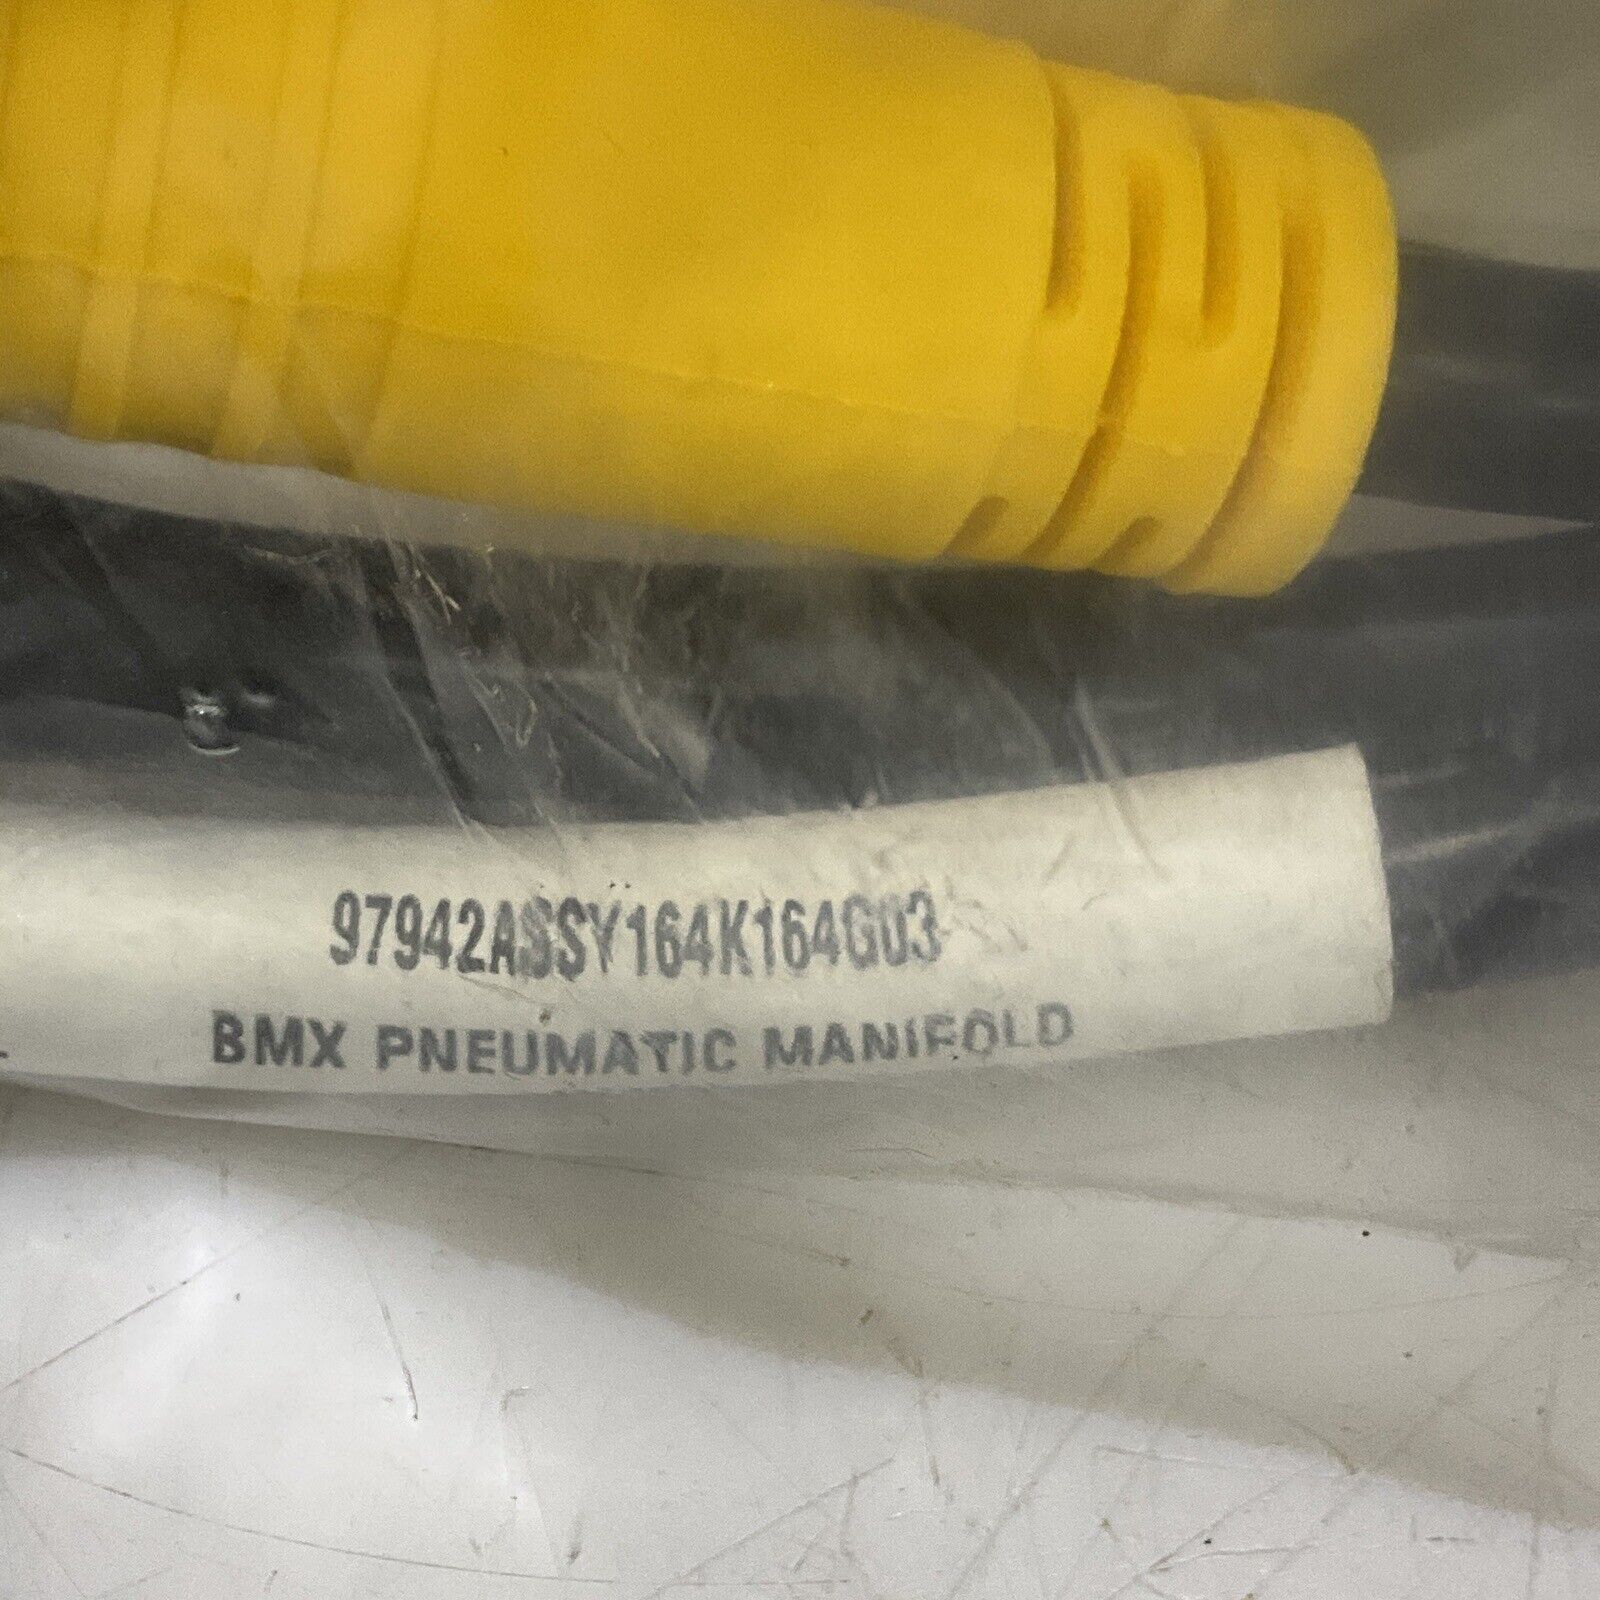 97942ASSY164K164G03
BMX PNEUMATIC MANIFOLD